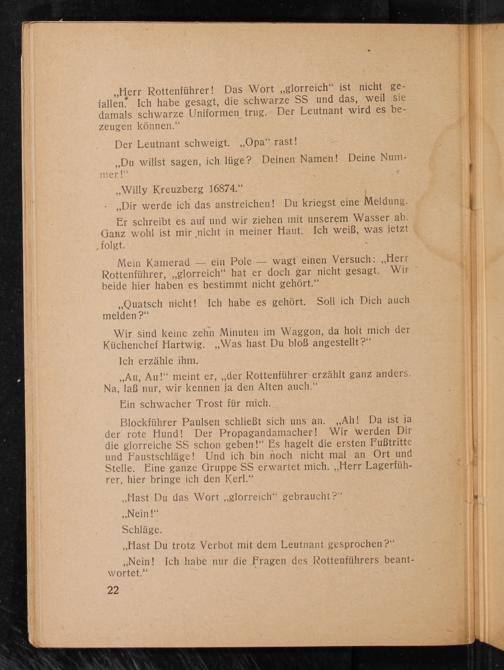 „Herr Rottenführer! Das Wort „glorreich“ ist nicht ge-
fallen. Ich habe gesagt, die schwarze SS und das, weil sie
damals schwarze Uniformen trug. Der Leutnant wird es be-
zeugen können.“
Der Leutnant schweigt. „Opa“ rast!
„Du willst sagen, ich lüge? Deinen Namen! Deine Num-
mer!“
„Willy Kreuzberg 16874.“
„Dir werde ich das anstreichen! Du kriegst eine Meldung.
Er schreibt es auf und wir ziehen mit unserem Wasser ab.
Ganz wohl ist mir nicht in meiner Haut. Ich weiß, was jetzt
folgt.
Mein Kamerad — ein Pole — wagt einen Versuch: „Herr
Rottenführer, „glorreich“ hat er doch gar nicht gesagt. Wir
beide hier haben es bestimmt nicht gehört.“
„Quatsch nicht! Ich habe es gehört. Soll ich Dich auch
melden?“
Wir sind keine zehn Minuten im Waggon, da holt mich der
Küchenchef Hartwig. „Was hast Du bloß angestellt?“
Ich erzähle ihm.
„Au, Au!“ meint er, „der Rottenführer erzählt ganz anders.
Na, laß nur, wir kennen ja den Alten auch.“
Ein schwacher Trost für mich.
Blockführer Paulsen schließt sich uns an. „Ah! Da ist ja
der rote Hund! Der Propagandamacher! Wir werden Dir
die glorreiche SS schon geben!“ Es hagelt die ersten Fußtritte
und Faustschläge! Und ich bin noch nicht mal an Ort und
Stelle. Eine ganze Gruppe SS erwartet mich. „Herr Lagerfüh-
rer, hier bringe ich den Kerl.“
„Hast Du das Wort „glorreich“ gebraucht?“
„Nein!“
Schläge.
„Hast Du trotz Verbot mit dem Leutnant gesprochen?“
„Nein! Ich habe nur die Fragen des Rottenführers beant-
wortet.“
22